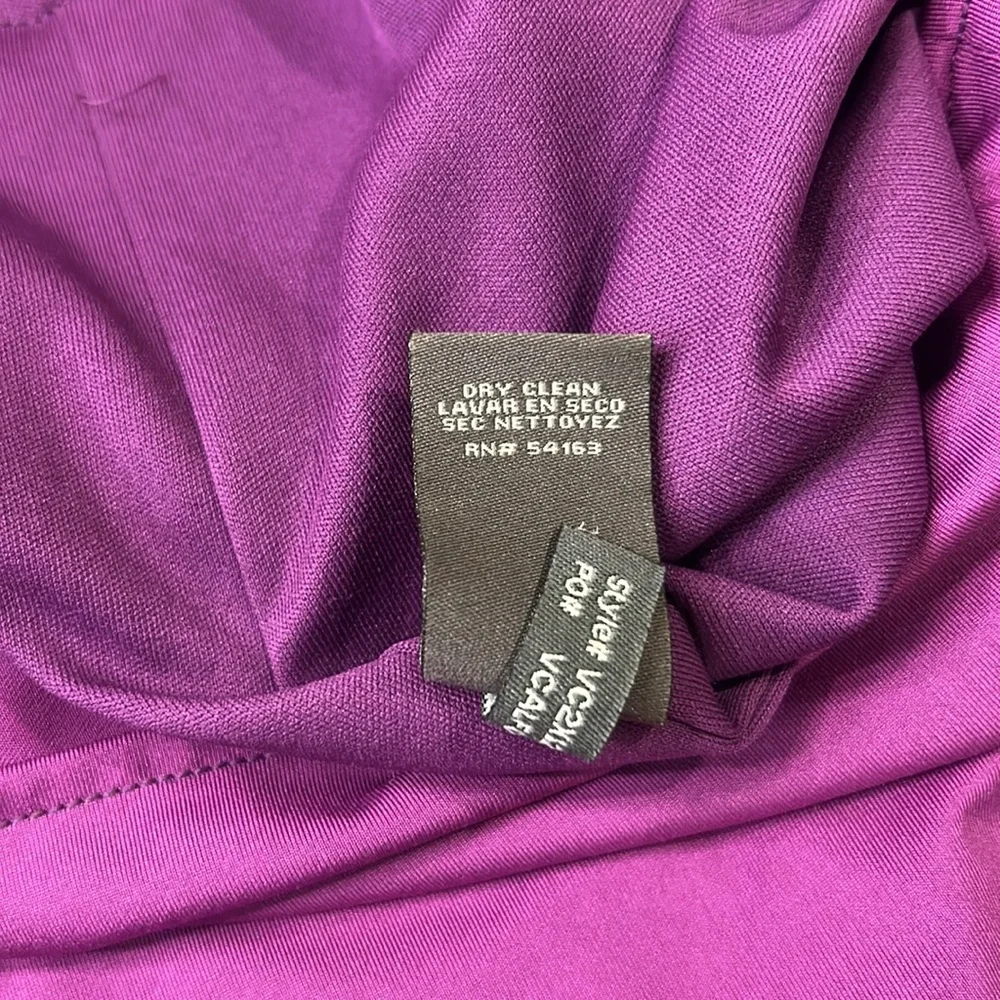 DRY CLEAN
LAVAR EN SECO
SEC NETTOYEZ
RN# 54163
Style#
PO#